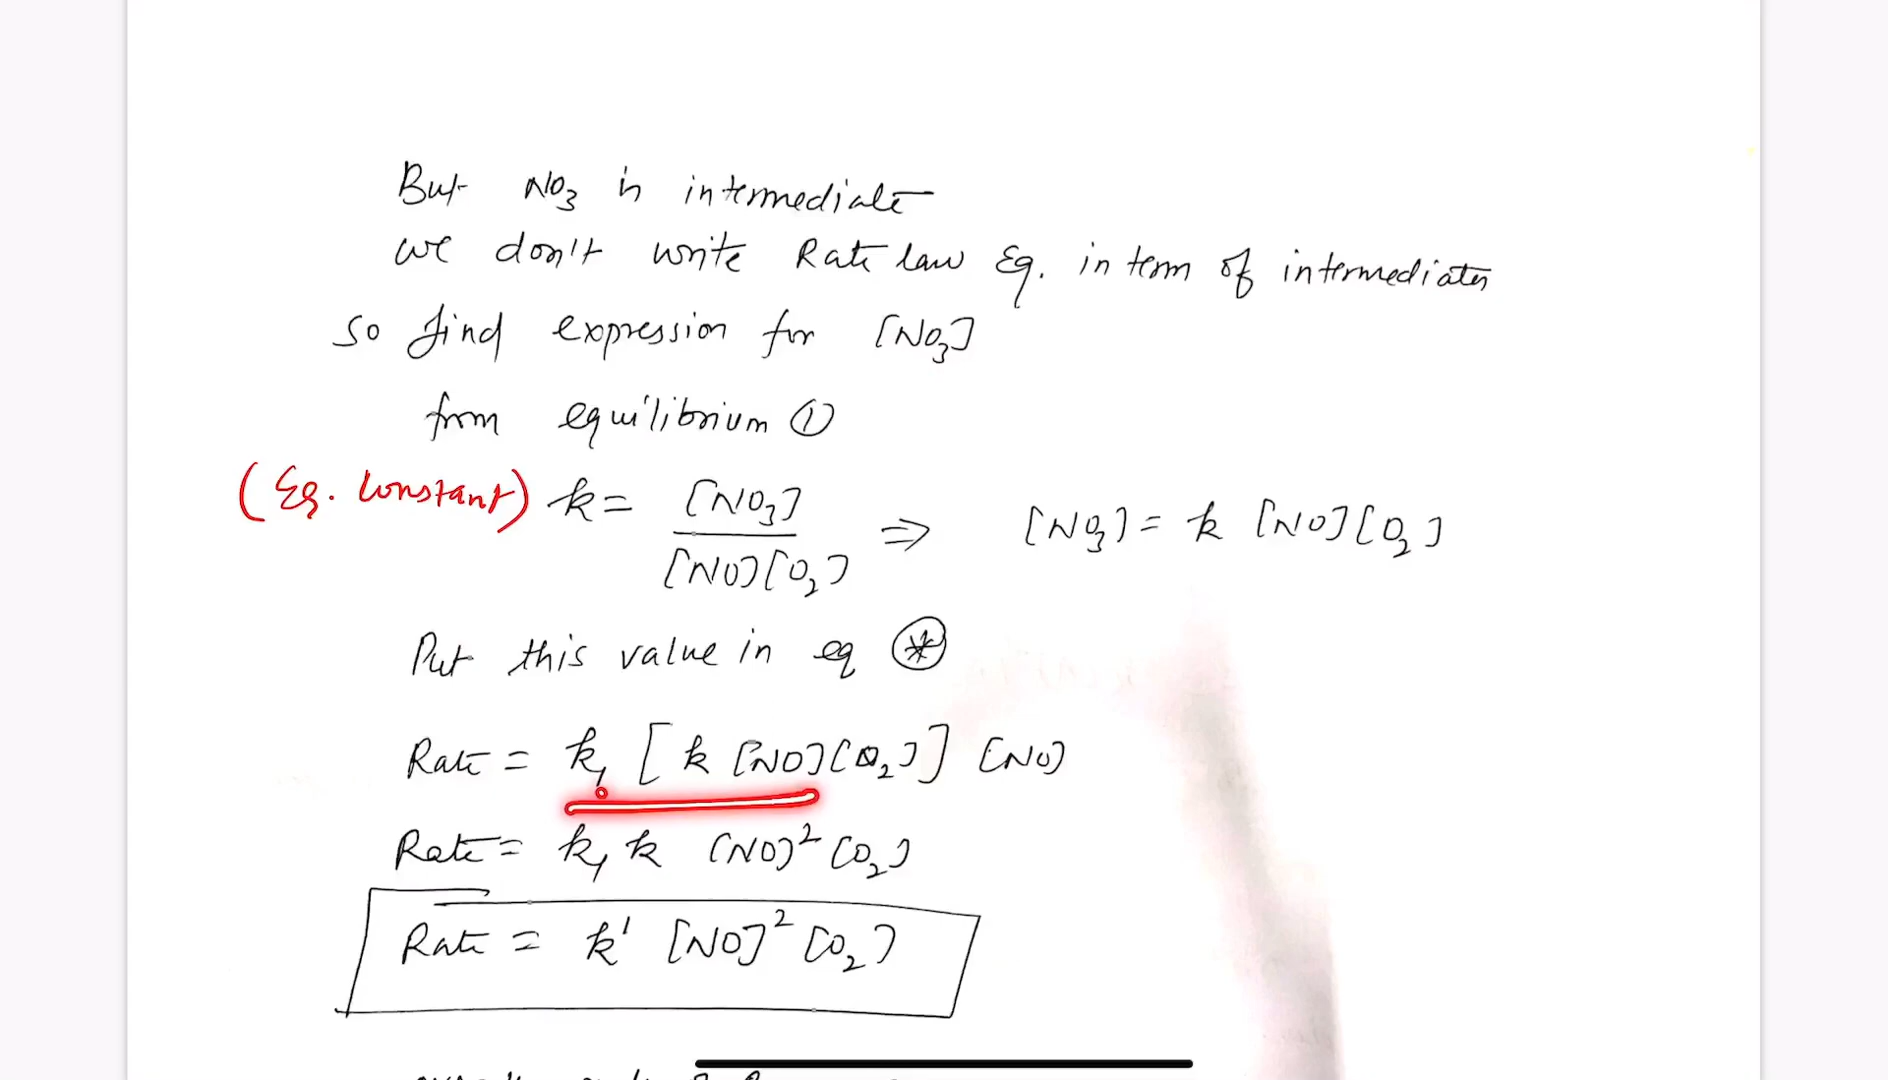 But NO3 is intermediate
we don't write Rate law Eq. in term of intermediates
so find expression for [NO3]
from equilibrium ①
(Eq. Constant) k = [NO3] / [NO][O2] ⇒ [NO3] = k [NO][O2]
Put this value in eq ⊛
Rate = k1 [k [NO][O2]] [NO]
Rate = k1 k [NO]² [O2]
Rate = k' [NO]² [O2]